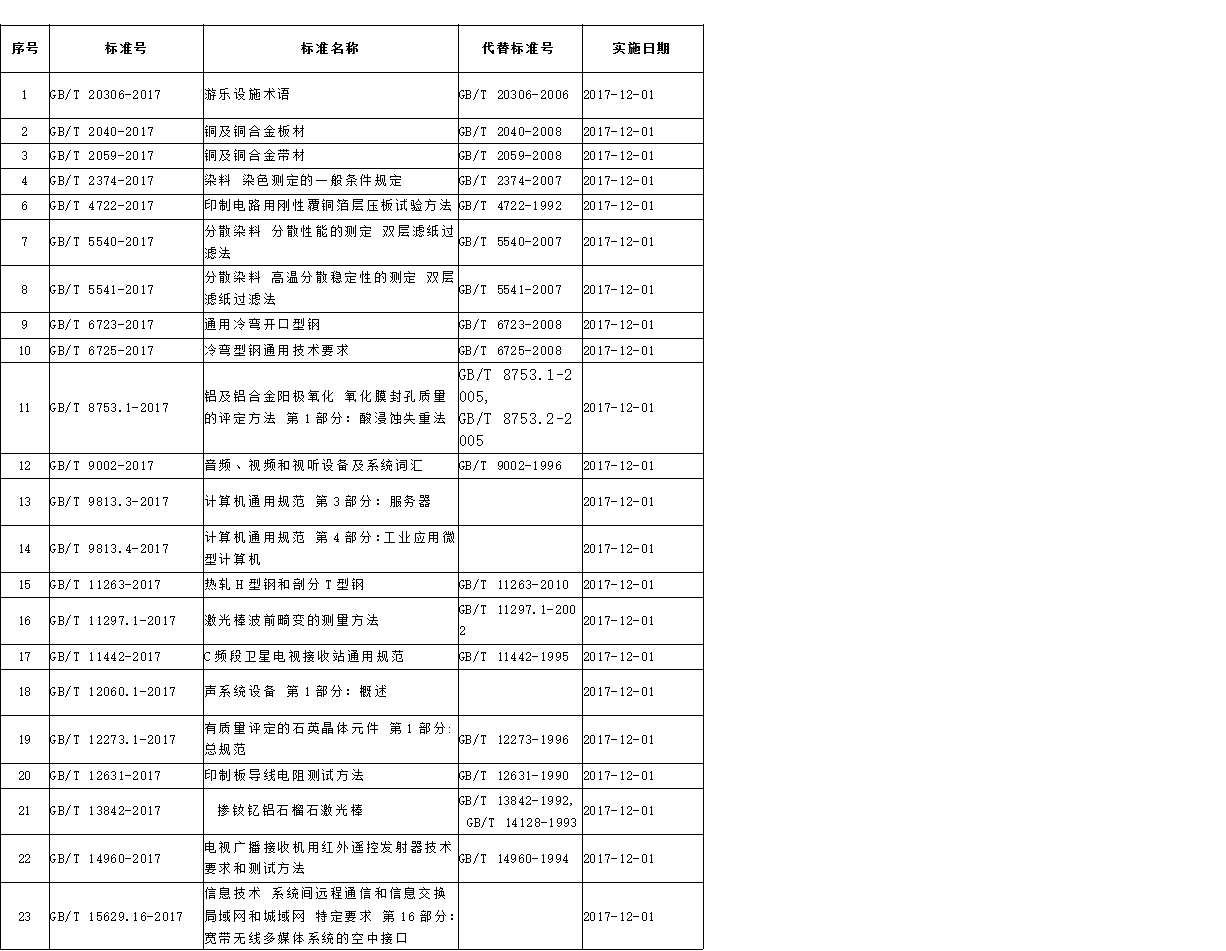 序号 标准号 标准名称 代替标准号 实施日期
1 GB/T 20306-2017 游乐设施术语 GB/T 20306-2006 2017-12-01
2 GB/T 2040-2017 铜及铜合金板材 GB/T 2040-2008 2017-12-01
3 GB/T 2059-2017 铜及铜合金带材 GB/T 2059-2008 2017-12-01
4 GB/T 2374-2017 染料 染色测定的一般条件规定 GB/T 2374-2007 2017-12-01
6 GB/T 4722-2017 印制电路用刚性覆铜箔层压板试验方法 GB/T 4722-1992 2017-12-01
7 GB/T 5540-2017 分散染料 分散性能的测定 双层滤纸过
滤法 GB/T 5540-2007 2017-12-01
8 GB/T 5541-2017 分散染料 高温分散稳定性的测定 双层
滤纸过滤法 GB/T 5541-2007 2017-12-01
9 GB/T 6723-2017 通用冷弯开口型钢 GB/T 6723-2008 2017-12-01
10 GB/T 6725-2017 冷弯型钢通用技术要求 GB/T 6725-2008 2017-12-01
11 GB/T 8753.1-2017 铝及铝合金阳极氧化 氧化膜封孔质量
的评定方法 第1部分：酸浸蚀失重法 GB/T 8753.1-2
005,
GB/T 8753.2-2
005 2017-12-01
12 GB/T 9002-2017 音频、视频和视听设备及系统词汇 GB/T 9002-1996 2017-12-01
13 GB/T 9813.3-2017 计算机通用规范 第3部分：服务器 2017-12-01
14 GB/T 9813.4-2017 计算机通用规范 第4部分:工业应用微
型计算机 2017-12-01
15 GB/T 11263-2017 热轧H型钢和剖分T型钢 GB/T 11263-2010 2017-12-01
16 GB/T 11297.1-2017 激光棒波前畸变的测量方法 GB/T 11297.1-200
2 2017-12-01
17 GB/T 11442-2017 C频段卫星电视接收站通用规范 GB/T 11442-1995 2017-12-01
18 GB/T 12060.1-2017 声系统设备 第1部分：概述 2017-12-01
19 GB/T 12273.1-2017 有质量评定的石英晶体元件 第1部分:
总规范 GB/T 12273-1996 2017-12-01
20 GB/T 12631-2017 印制板导线电阻测试方法 GB/T 12631-1990 2017-12-01
21 GB/T 13842-2017 掺钕钇铝石榴石激光棒 GB/T 13842-1992,
GB/T 14128-1993 2017-12-01
22 GB/T 14960-2017 电视广播接收机用红外遥控发射器技术
要求和测试方法 GB/T 14960-1994 2017-12-01
23 GB/T 15629.16-2017 信息技术 系统间远程通信和信息交换
局域网和城域网 特定要求 第16部分：
宽带无线多媒体系统的空中接口 2017-12-01